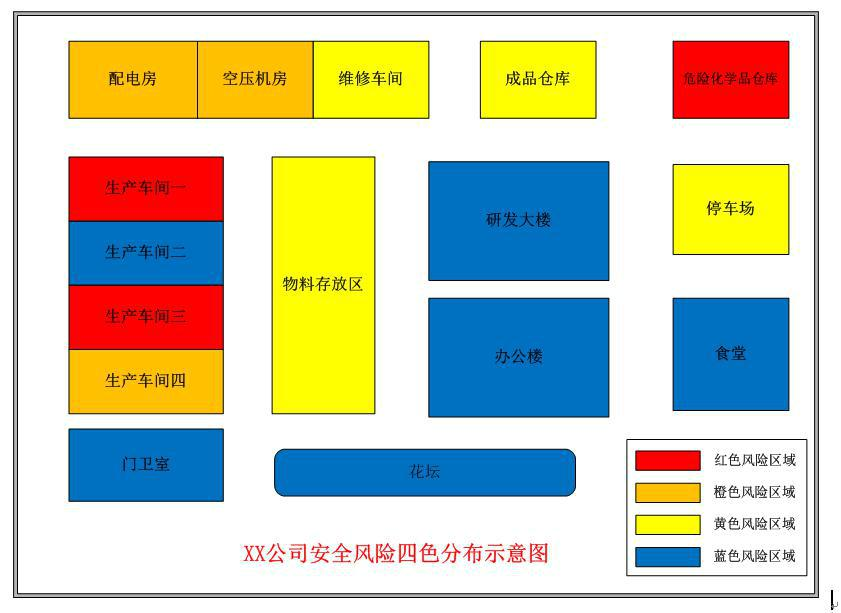 配电房
空压机房
维修车间
成品仓库
危险化学品仓库
生产车间一
生产车间二
生产车间三
生产车间四
物料存放区
研发大楼
停车场
办公楼
食堂
门卫室
花坛
红色风险区域
橙色风险区域
黄色风险区域
蓝色风险区域
XX公司安全风险四色分布示意图